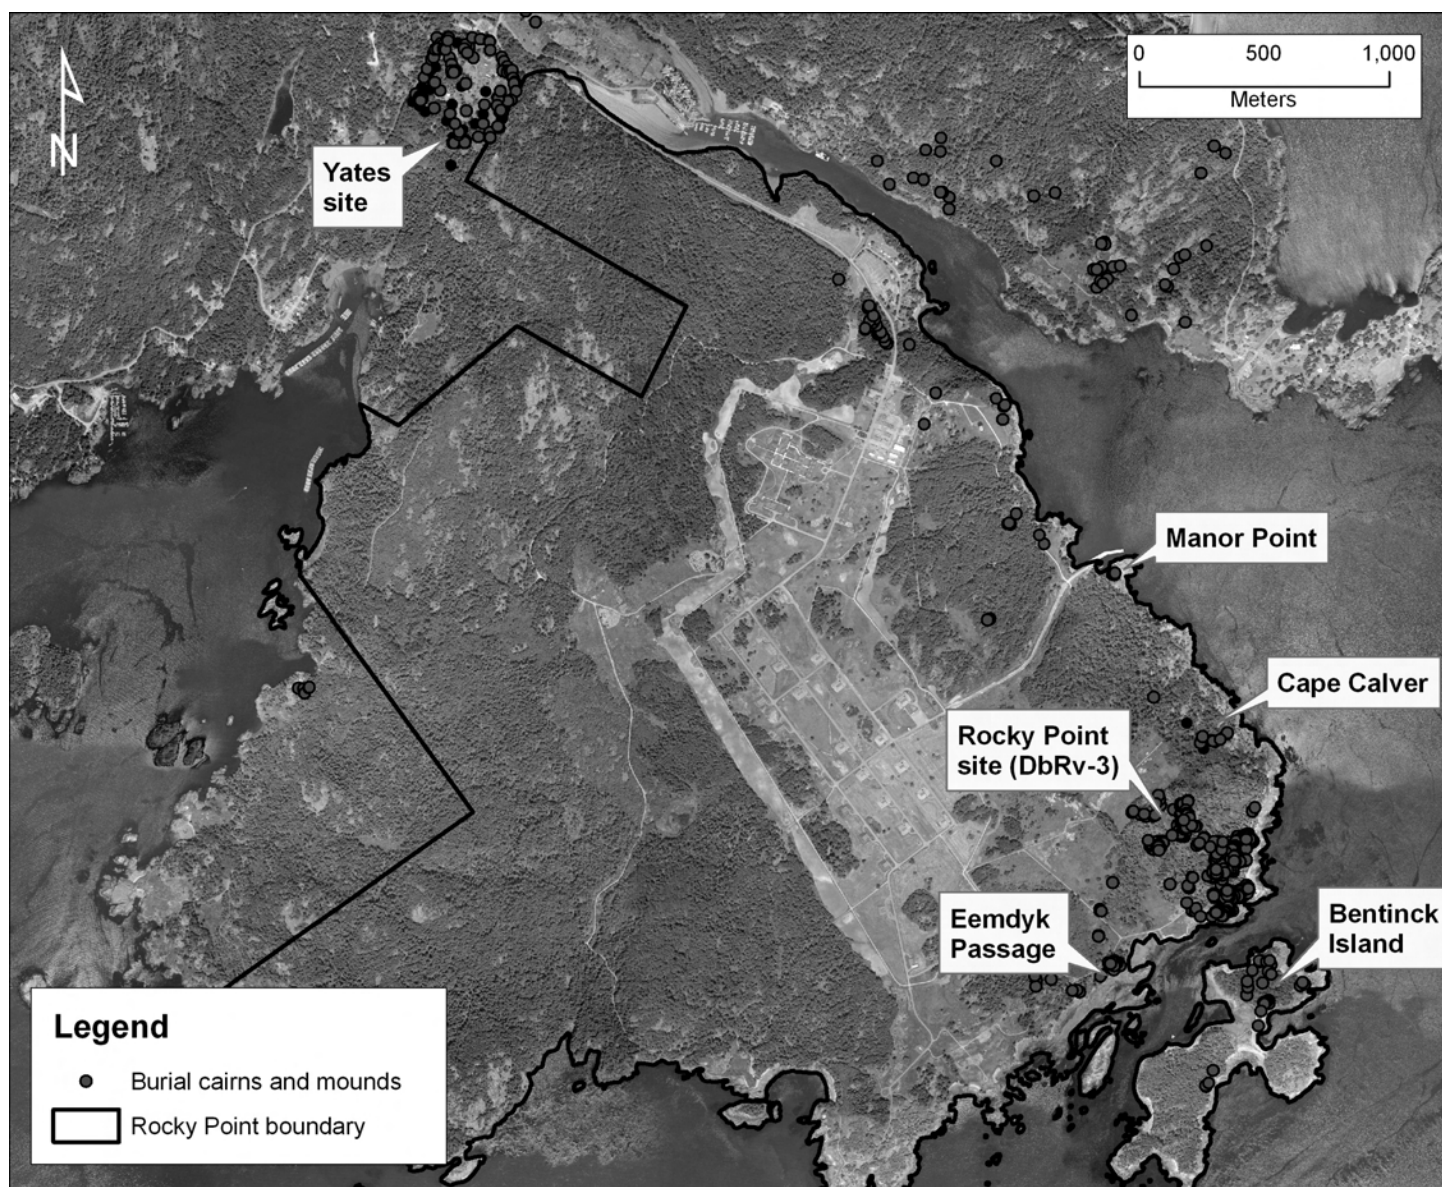 0 500 1,000
Meters
N
Yates
site
Manor Point
Cape Calver
Rocky Point
site (DbRv-3)
Eemdyk
Passage
Bentinck
Island
Legend
Burial cairns and mounds
Rocky Point boundary